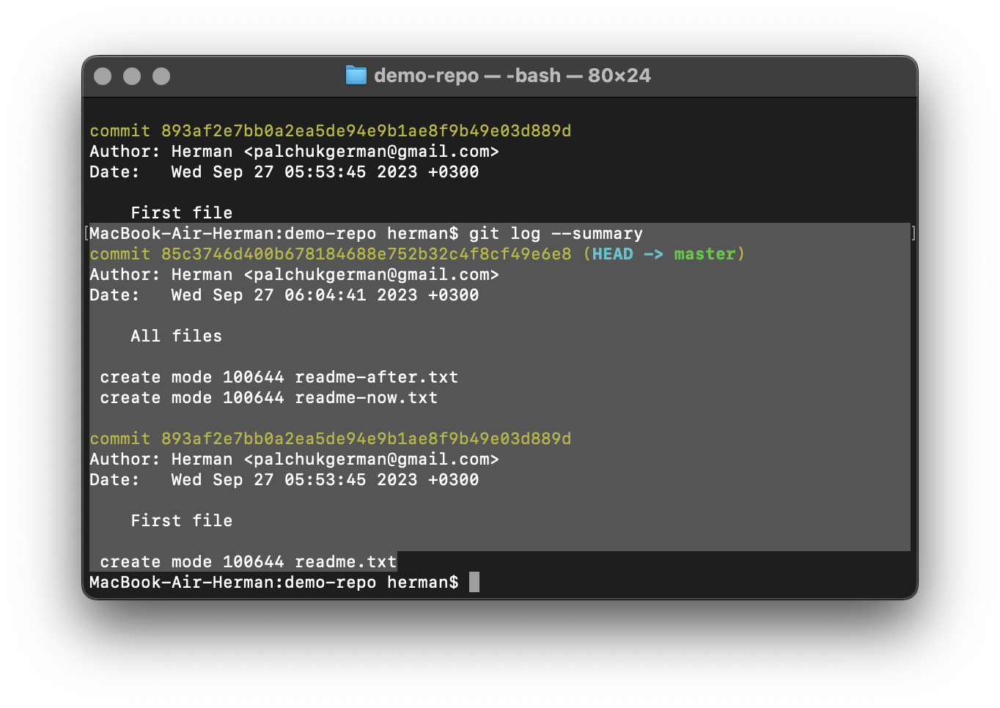 demo-repo — -bash — 80×24
commit 893af2e7bb0a2ea5de94e9b1ae8f9b49e03d889d
Author: Herman <palchukgerman@gmail.com>
Date:   Wed Sep 27 05:53:45 2023 +0300
    First file
[MacBook-Air-Herman:demo-repo herman$ git log --summary ]
commit 85c3746d400b678184688e752b32c4f8cf49e6e8 (HEAD -> master)
Author: Herman <palchukgerman@gmail.com>
Date:   Wed Sep 27 06:04:41 2023 +0300
    All files
 create mode 100644 readme-after.txt
 create mode 100644 readme-now.txt
commit 893af2e7bb0a2ea5de94e9b1ae8f9b49e03d889d
Author: Herman <palchukgerman@gmail.com>
Date:   Wed Sep 27 05:53:45 2023 +0300
    First file
 create mode 100644 readme.txt
MacBook-Air-Herman:demo-repo herman$